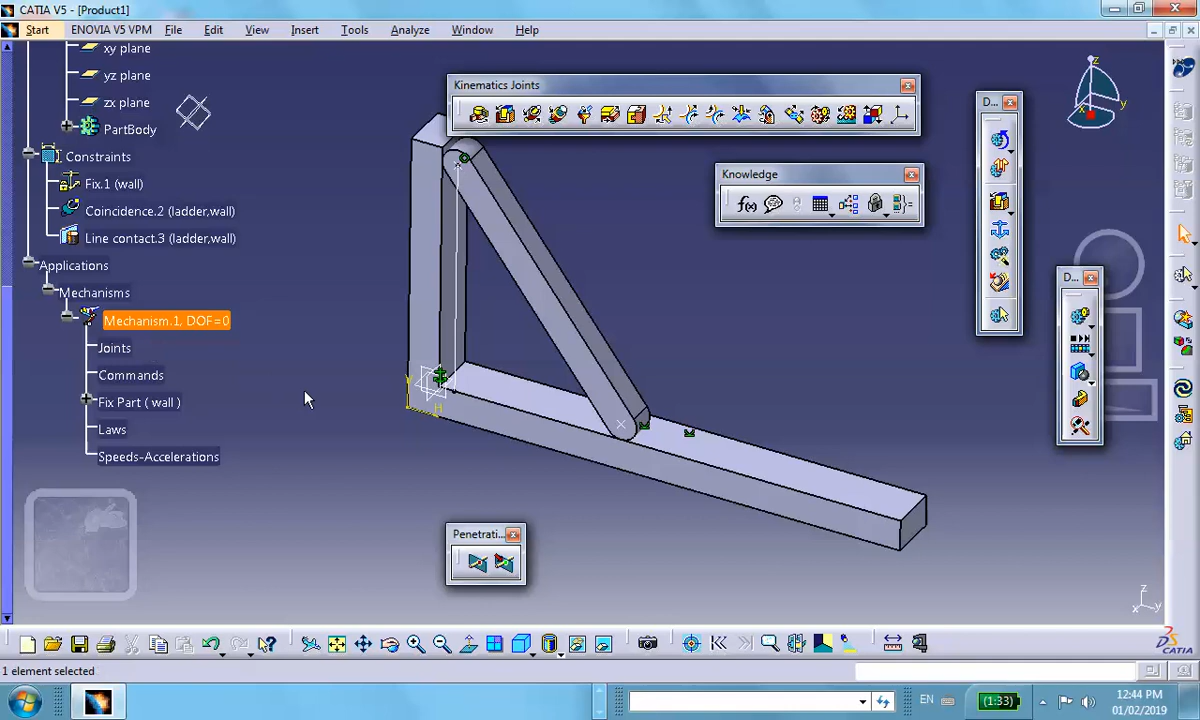 CATIA V5 - [Product1]
Start
ENOVIA V5 VPM
File
Edit
View
Insert
Tools
Analyze
Window
Help
xy plane
yz plane
zx plane
PartBody
Constraints
Fix.1 (wall)
Coincidence.2 (ladder,wall)
Line contact.3 (ladder,wall)
Applications
Mechanisms
Mechanism.1, DOF=0
Joints
Commands
Fix Part ( wall )
Laws
Speeds-Accelerations
Kinematics Joints
Knowledge
f(x)
D...
D...
Penetrati...
V
H
z
y
x
z
x
y
CATIA
1 element selected
EN
(1:33)
12:44 PM
01/02/2019